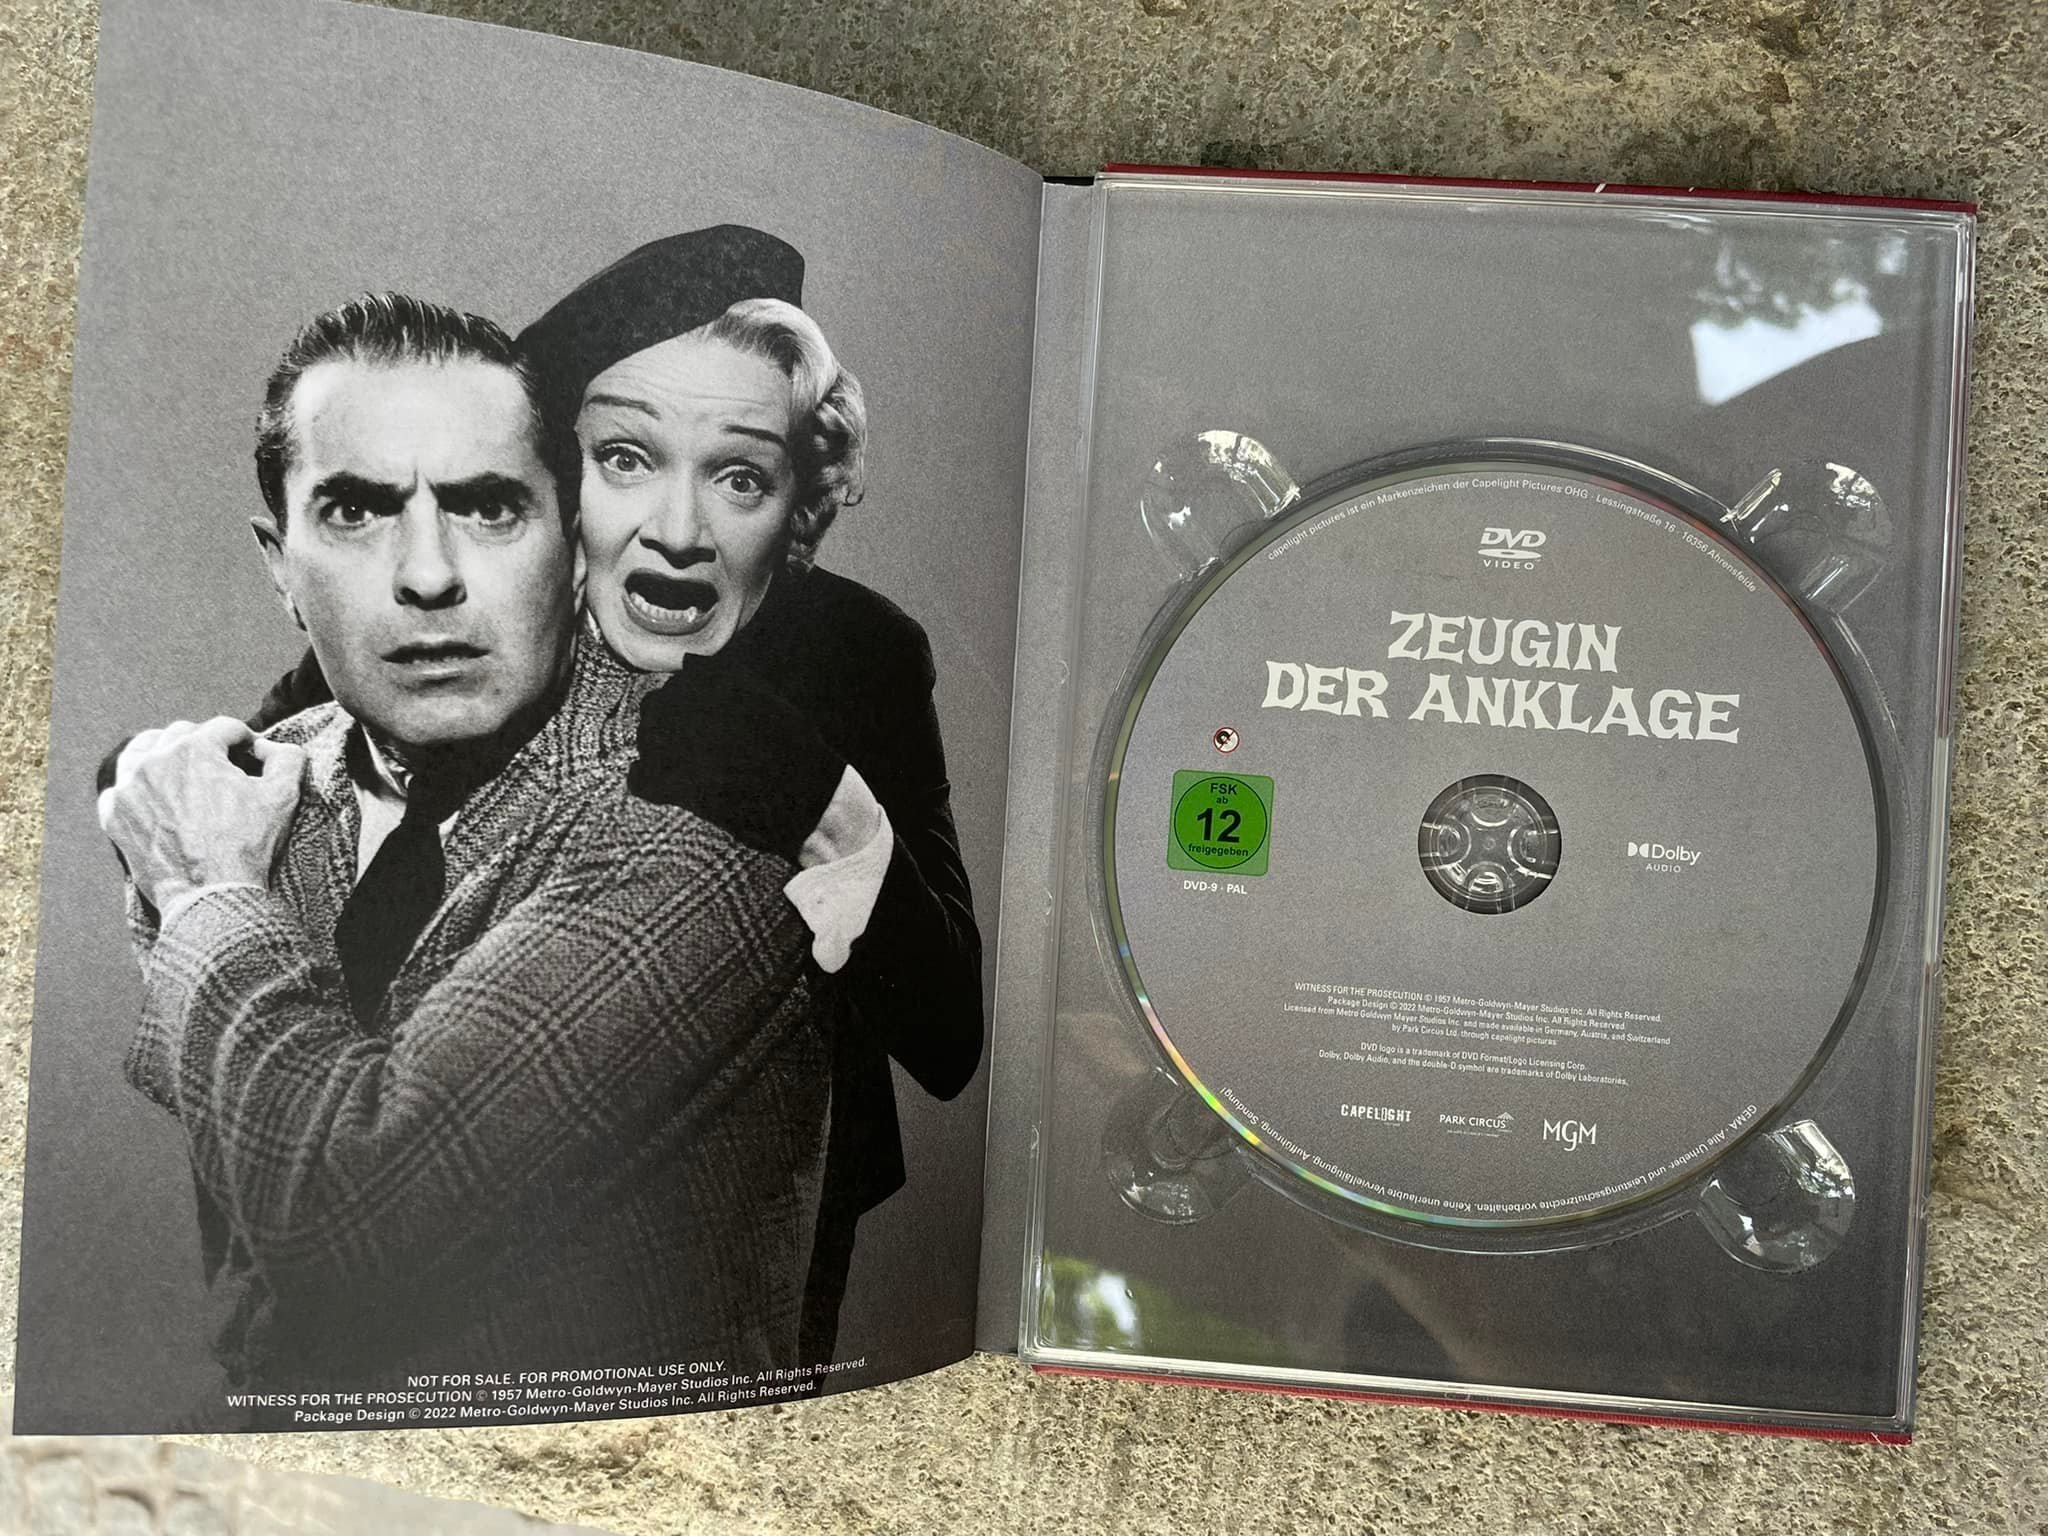 NOT FOR SALE. FOR PROMOTIONAL USE ONLY.
WITNESS FOR THE PROSECUTION © 1957 Metro-Goldwyn-Mayer Studios Inc. All Rights Reserved.
Package Design © 2022 Metro-Goldwyn-Mayer Studios Inc. All Rights Reserved.
capelight pictures ist ein Markenzeichen der Capelight Pictures OHG · Lessingstraße 16 · 16356 Ahrensfelde
DVD
VIDEO
ZEUGIN
DER ANKLAGE
FSK
ab
12
freigegeben
DVD-9 · PAL
Dolby
AUDIO
WITNESS FOR THE PROSECUTION © 1957 Metro-Goldwyn-Mayer Studios Inc. All Rights Reserved.
Package Design © 2022 Metro-Goldwyn-Mayer Studios Inc. All Rights Reserved.
Licensed from Metro Goldwyn Mayer Studios Inc. and made available in Germany, Austria, and Switzerland
by Park Circus Ltd. through capelight pictures
DVD logo is a trademark of DVD Format/Logo Licensing Corp.
Dolby, Dolby Audio, and the double-D symbol are trademarks of Dolby Laboratories.
CAPELIGHT
PARK CIRCUS
MGM
GEMA. Alle Urheber- und Leistungsschutzrechte vorbehalten. Keine unerlaubte Vervielfältigung, Aufführung, Sendung!